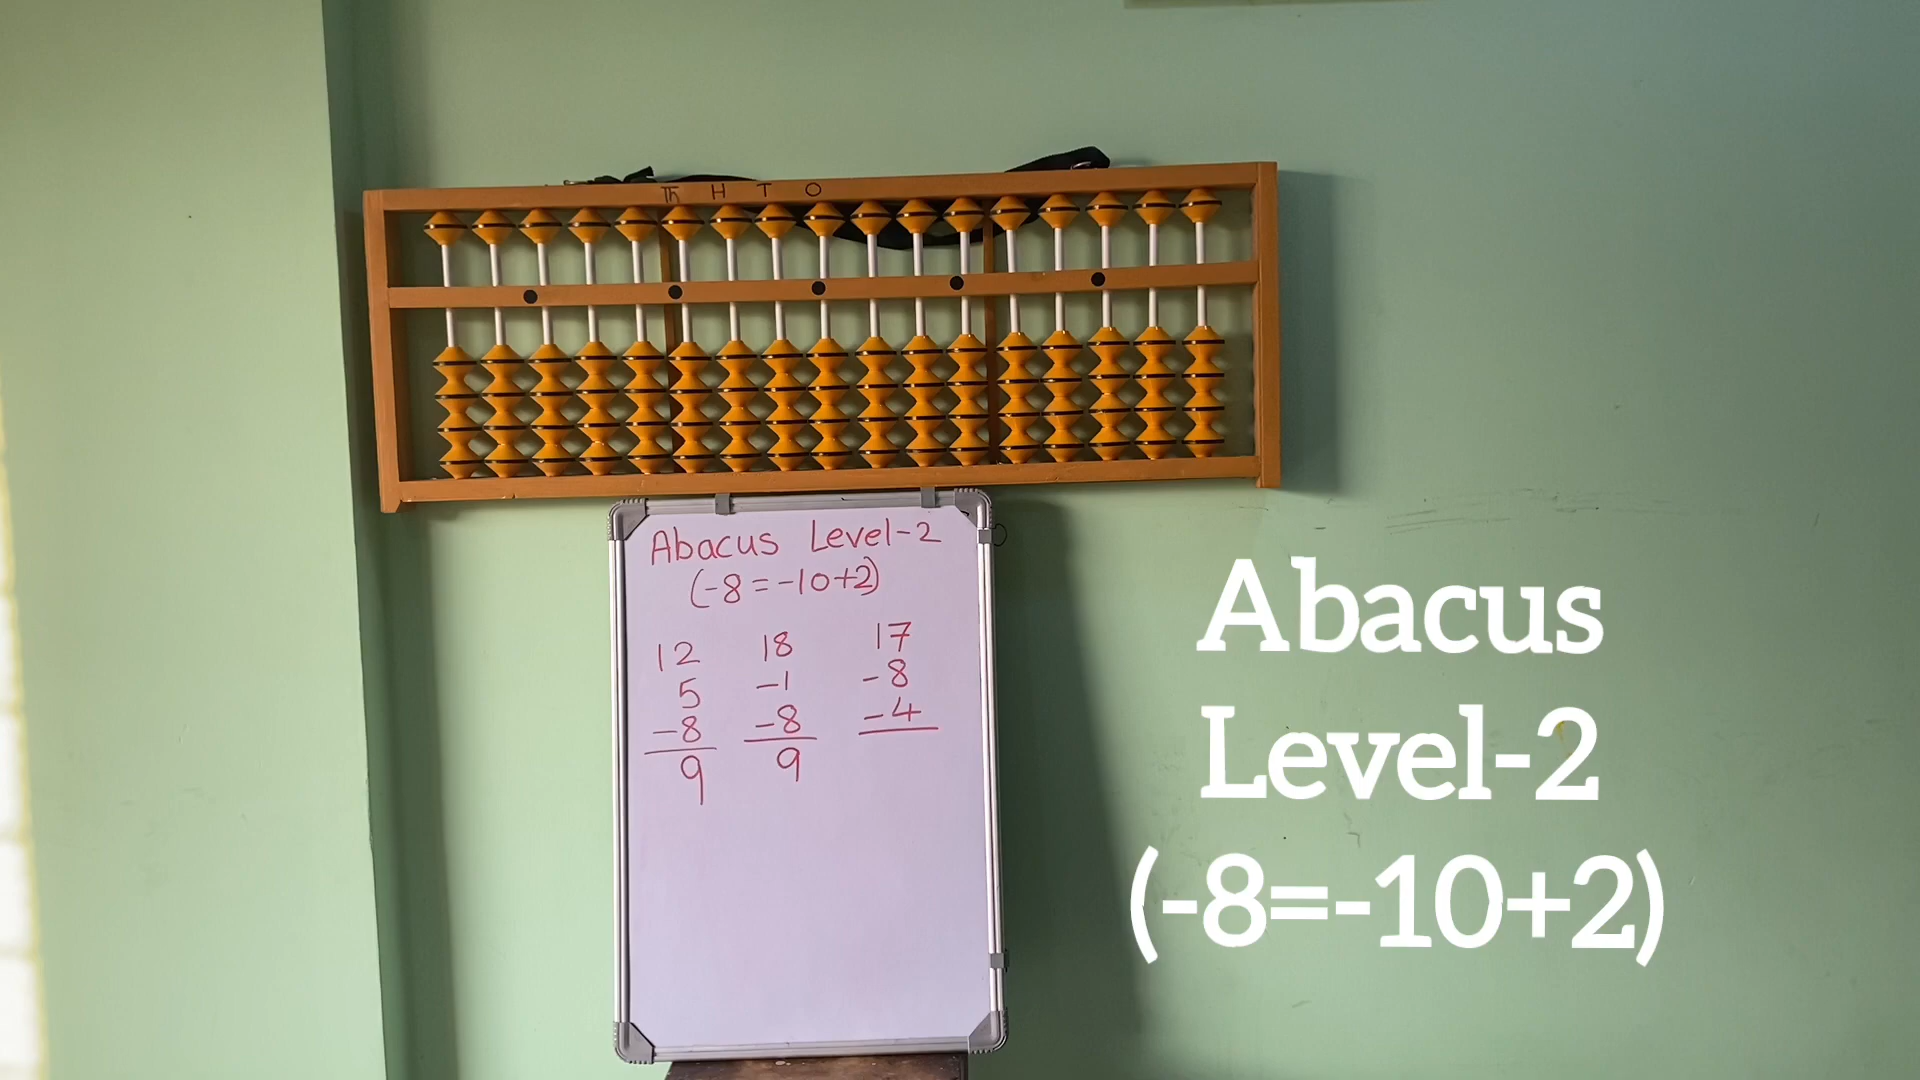 Th H T O
Abacus Level-2
(-8=-10+2)
12 18 17
5 -1 -8
-8 -8 -4
9 9
Abacus
Level-2
(-8=-10+2)